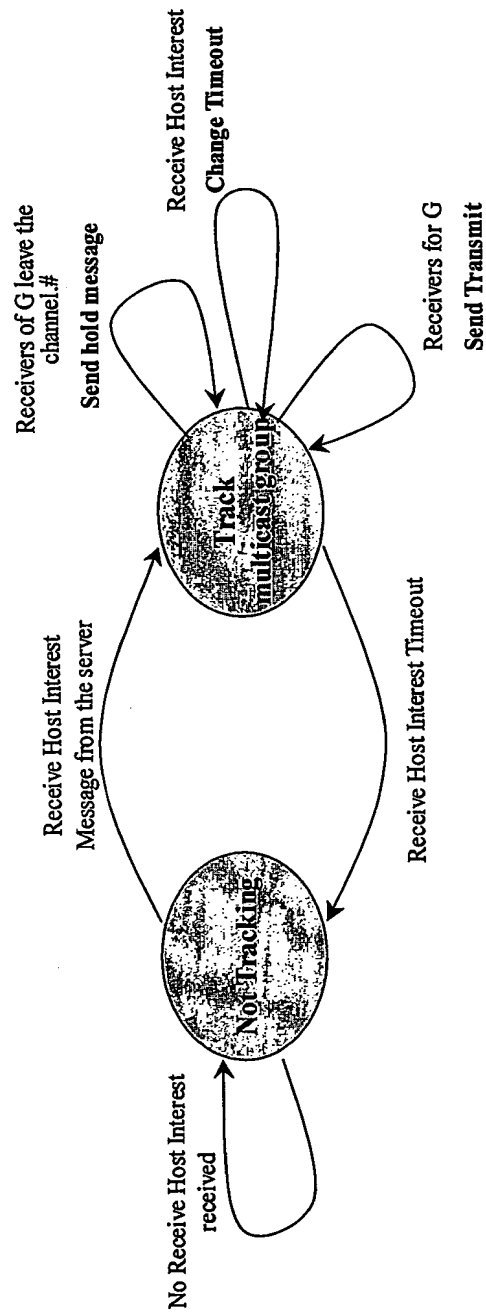 No Receive Host Interest
received
Not Tracking
Receive Host Interest
Message from the server
Receive Host Interest Timeout
Track
multicast group
Receivers of G leave the
channel.#
Send hold message
Receive Host Interest
Change Timeout
Receivers for G
Send Transmit